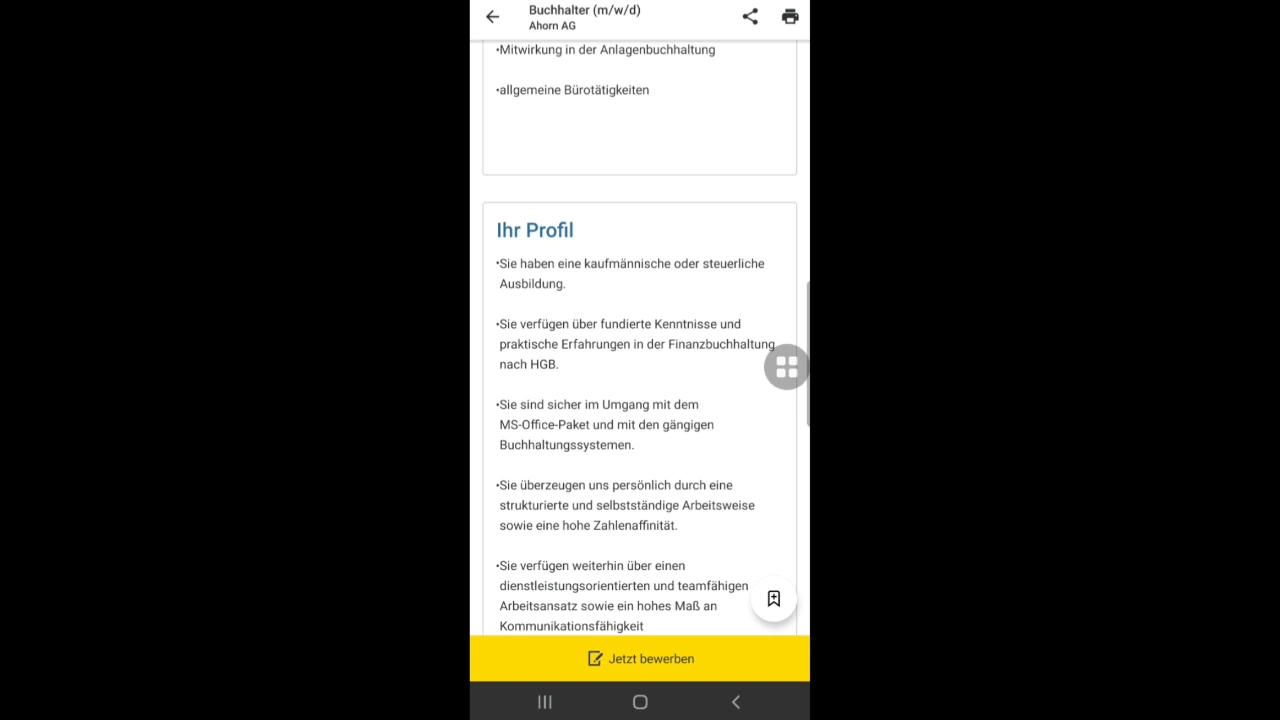 Buchhalter (m/w/d)
Ahorn AG
•Mitwirkung in der Anlagenbuchhaltung
•allgemeine Bürotätigkeiten
Ihr Profil
•Sie haben eine kaufmännische oder steuerliche
Ausbildung.
•Sie verfügen über fundierte Kenntnisse und
praktische Erfahrungen in der Finanzbuchhaltung
nach HGB.
•Sie sind sicher im Umgang mit dem
MS-Office-Paket und mit den gängigen
Buchhaltungssystemen.
•Sie überzeugen uns persönlich durch eine
strukturierte und selbstständige Arbeitsweise
sowie eine hohe Zahlenaffinität.
•Sie verfügen weiterhin über einen
dienstleistungsorientierten und teamfähigen
Arbeitsansatz sowie ein hohes Maß an
Kommunikationsfähigkeit
Jetzt bewerben